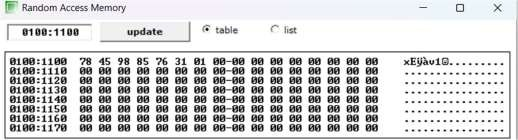 Random Access Memory
0100:1100 update table list
0100:1100 78 45 98 85 76 31 01 00-00 00 00 00 00 00 00 00 xEÿàv1☺.........
0100:1110 00 00 00 00 00 00 00 00-00 00 00 00 00 00 00 00 ................
0100:1120 00 00 00 00 00 00 00 00-00 00 00 00 00 00 00 00 ................
0100:1130 00 00 00 00 00 00 00 00-00 00 00 00 00 00 00 00 ................
0100:1140 00 00 00 00 00 00 00 00-00 00 00 00 00 00 00 00 ................
0100:1150 00 00 00 00 00 00 00 00-00 00 00 00 00 00 00 00 ................
0100:1160 00 00 00 00 00 00 00 00-00 00 00 00 00 00 00 00 ................
0100:1170 00 00 00 00 00 00 00 00-00 00 00 00 00 00 00 00 ................